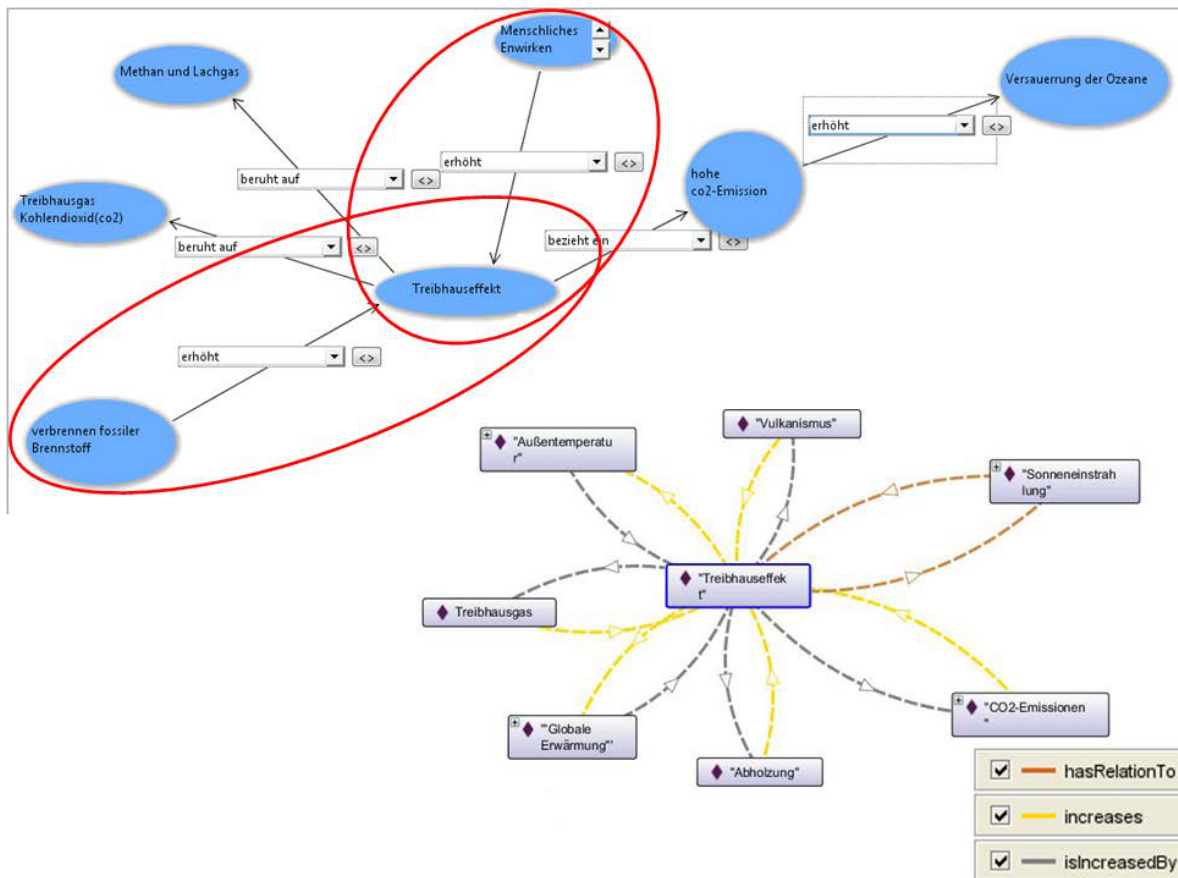 Menschliches
Enwirken
Methan und Lachgas
Versauerrung der Ozeane
erhöht
erhöht
<>
<>
beruht auf
<>
hohe
co2-Emission
Treibhausgas
Kohlendioxid(co2)
beruht auf
<>
bezieht ein
<>
Treibhauseffekt
erhöht
<>
verbrennen fossiler
Brennstoff
"Vulkanismus"
"Außentemperatu
r"
"Sonneneinstrah
lung"
"Treibhauseffek
t"
Treibhausgas
"CO2-Emissionen
"
"'Globale
Erwärmung"'
"Abholzung"
hasRelationTo
increases
isIncreasedBy